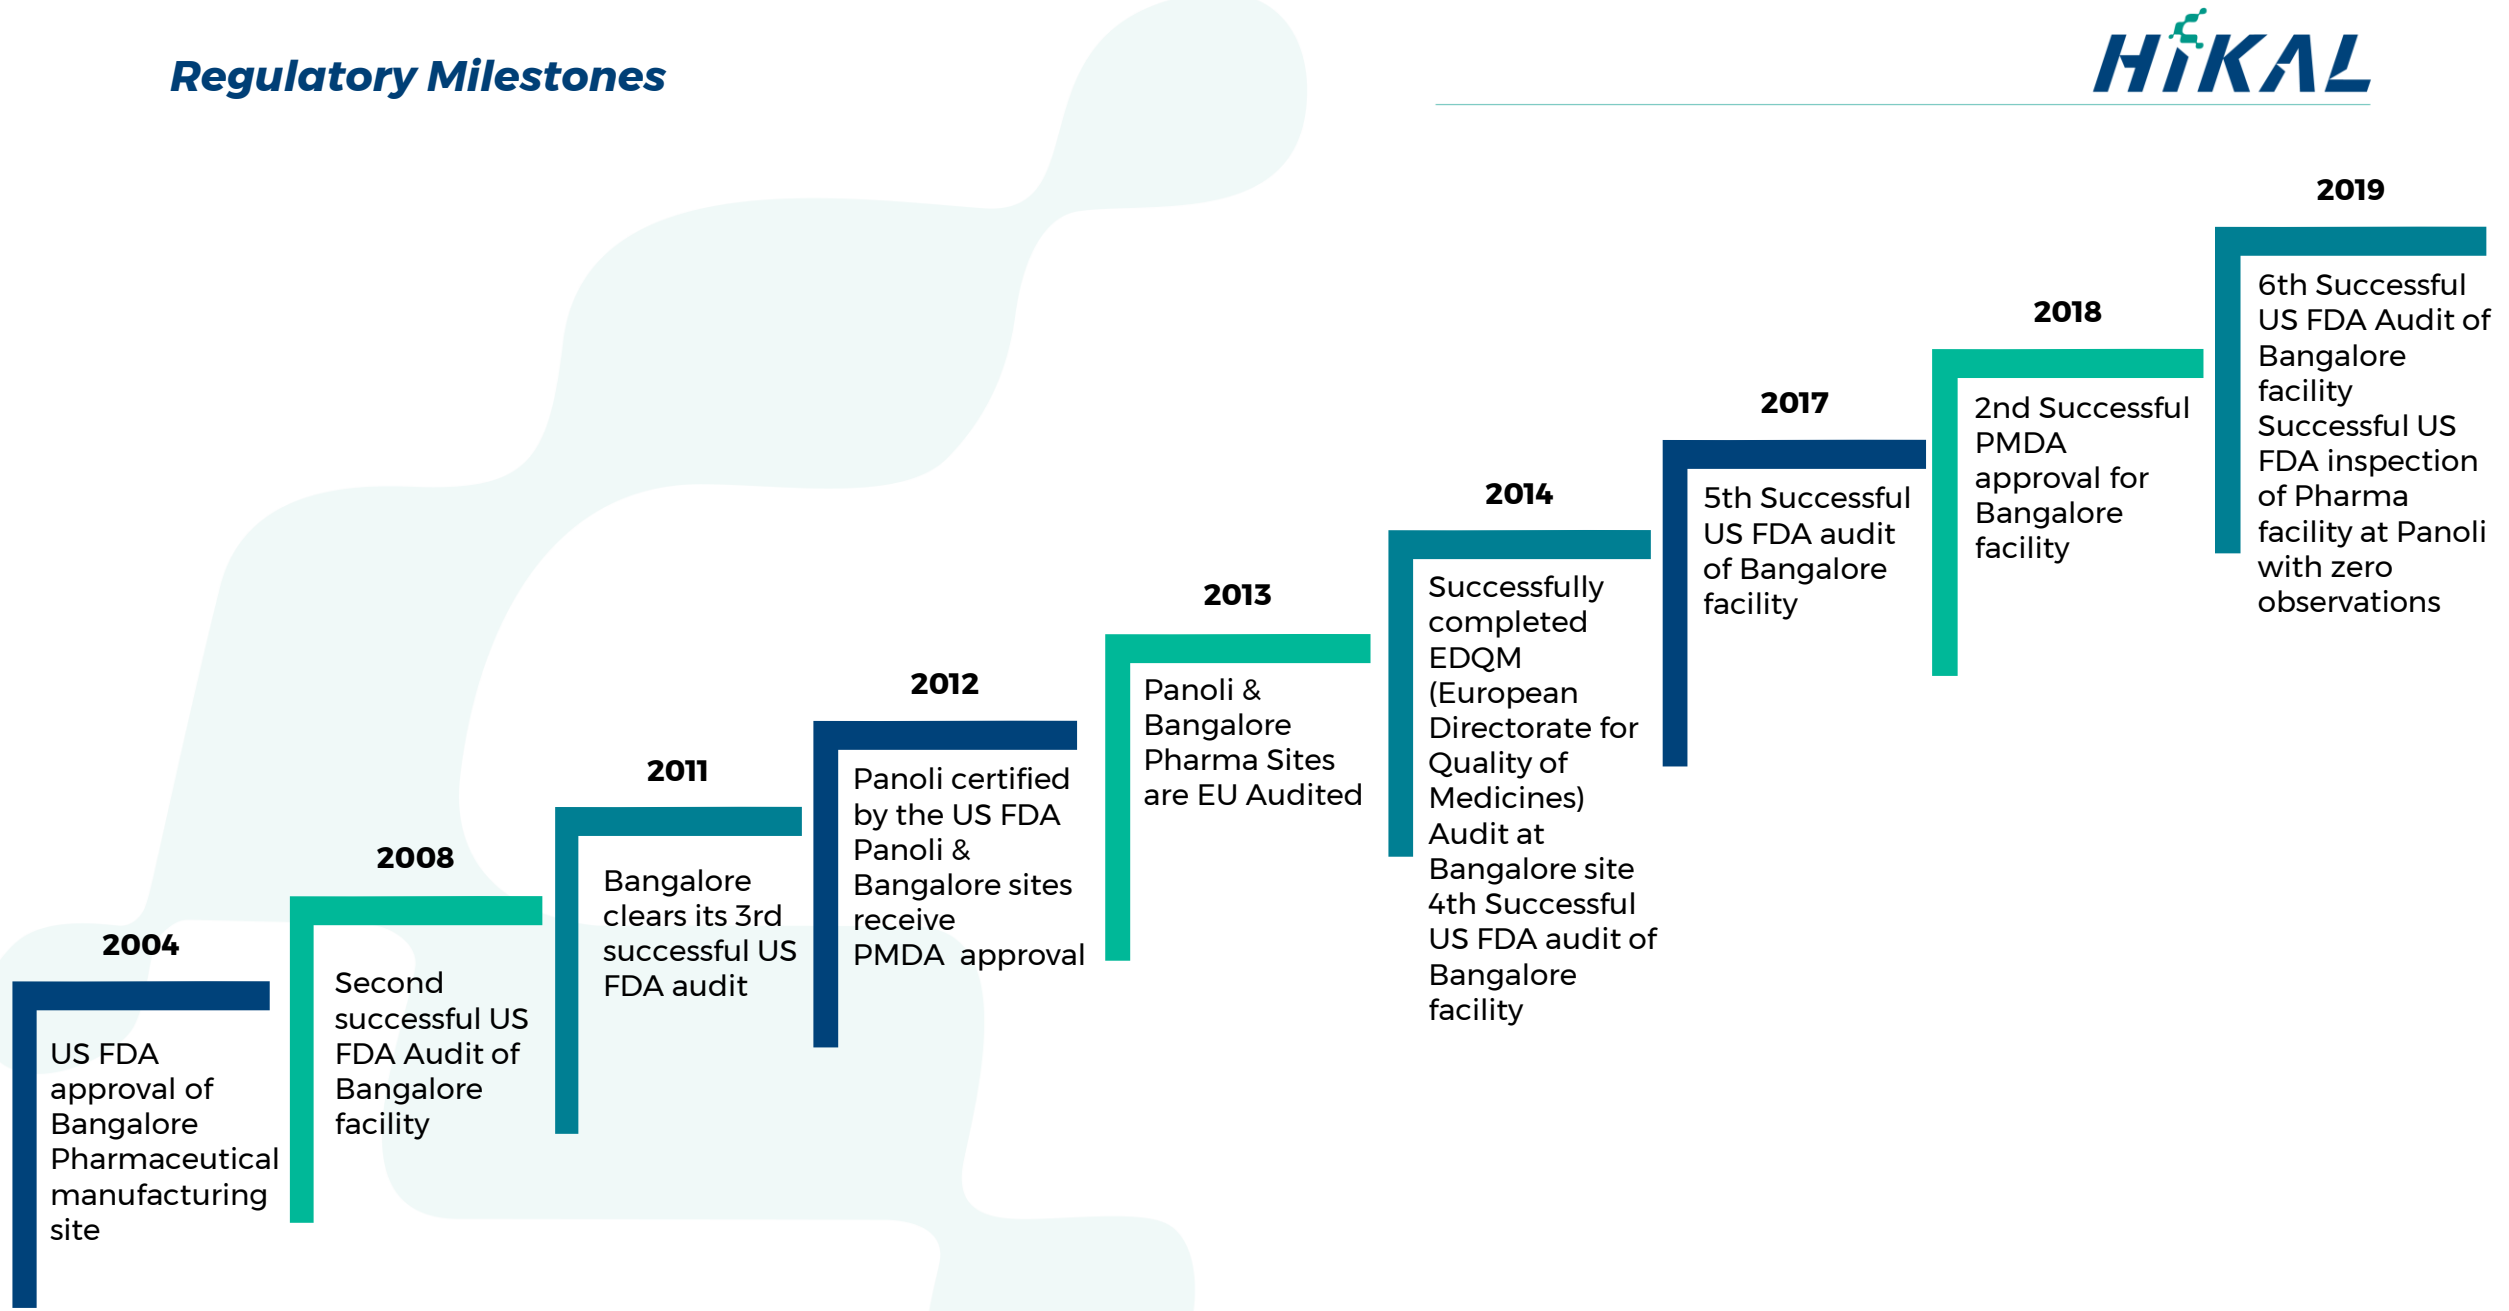 Regulatory Milestones
HiKAL
2004
US FDA
approval of
Bangalore
Pharmaceutical
manufacturing
site
2008
Second
successful US
FDA Audit of
Bangalore
facility
2011
Bangalore
clears its 3rd
successful US
FDA audit
2012
Panoli certified
by the US FDA
Panoli &
Bangalore sites
receive
PMDA  approval
2013
Panoli &
Bangalore
Pharma Sites
are EU Audited
2014
Successfully
completed
EDQM
(European
Directorate for
Quality of
Medicines)
Audit at
Bangalore site
4th Successful
US FDA audit of
Bangalore
facility
2017
5th Successful
US FDA audit
of Bangalore
facility
2018
2nd Successful
PMDA
approval for
Bangalore
facility
2019
6th Successful
US FDA Audit of
Bangalore
facility
Successful US
FDA inspection
of Pharma
facility at Panoli
with zero
observations